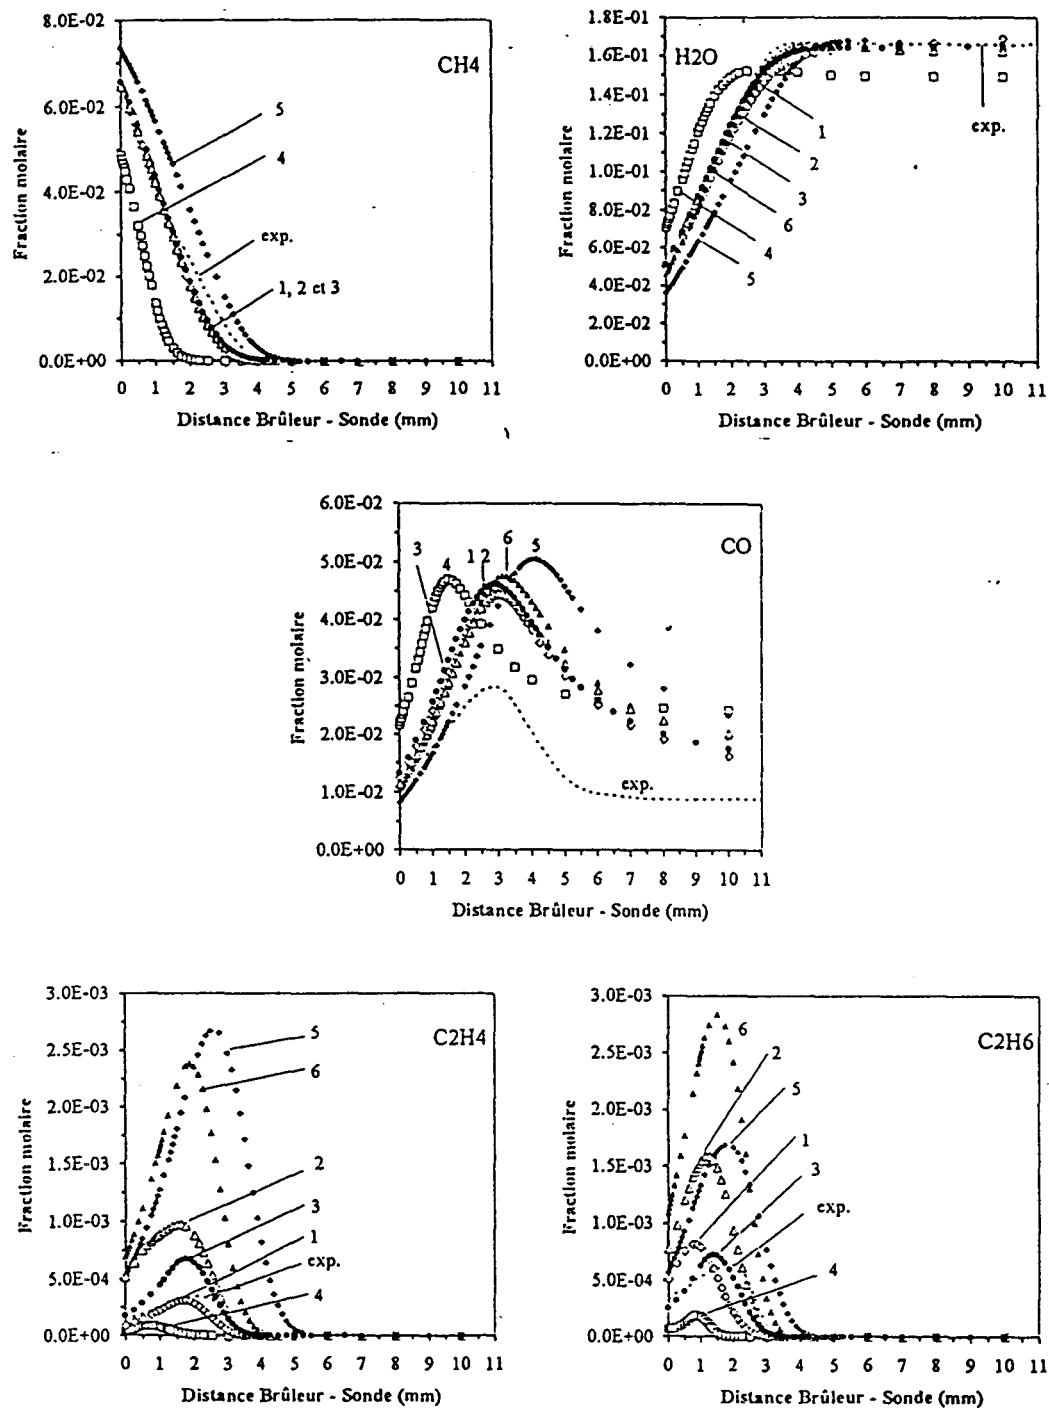 8.0E-02
6.0E-02
4.0E-02
2.0E-02
0.0E+00
Fraction molaire
CH4
5
4
exp.
1, 2 et 3
0 1 2 3 4 5 6 7 8 9 10 11
Distance Brûleur - Sonde (mm)
1.8E-01
1.6E-01
1.4E-01
1.2E-01
1.0E-01
8.0E-02
6.0E-02
4.0E-02
2.0E-02
0.0E+00
Fraction molaire
H2O
exp.
1
2
3
6
4
5
0 1 2 3 4 5 6 7 8 9 10 11
Distance Brûleur - Sonde (mm)
6.0E-02
5.0E-02
4.0E-02
3.0E-02
2.0E-02
1.0E-02
0.0E+00
Fraction molaire
CO
3
4
1 2
6
5
exp.
0 1 2 3 4 5 6 7 8 9 10 11
Distance Brûleur - Sonde (mm)
3.0E-03
2.5E-03
2.0E-03
1.5E-03
1.0E-03
5.0E-04
0.0E+00
Fraction molaire
C2H4
5
6
2
3
1
exp.
4
0 1 2 3 4 5 6 7 8 9 10 11
Distance Brûleur - Sonde (mm)
3.0E-03
2.5E-03
2.0E-03
1.5E-03
1.0E-03
5.0E-04
0.0E+00
Fraction molaire
C2H6
6
2
5
1
3
exp.
4
0 1 2 3 4 5 6 7 8 9 10 11
Distance Brûleur - Sonde (mm)